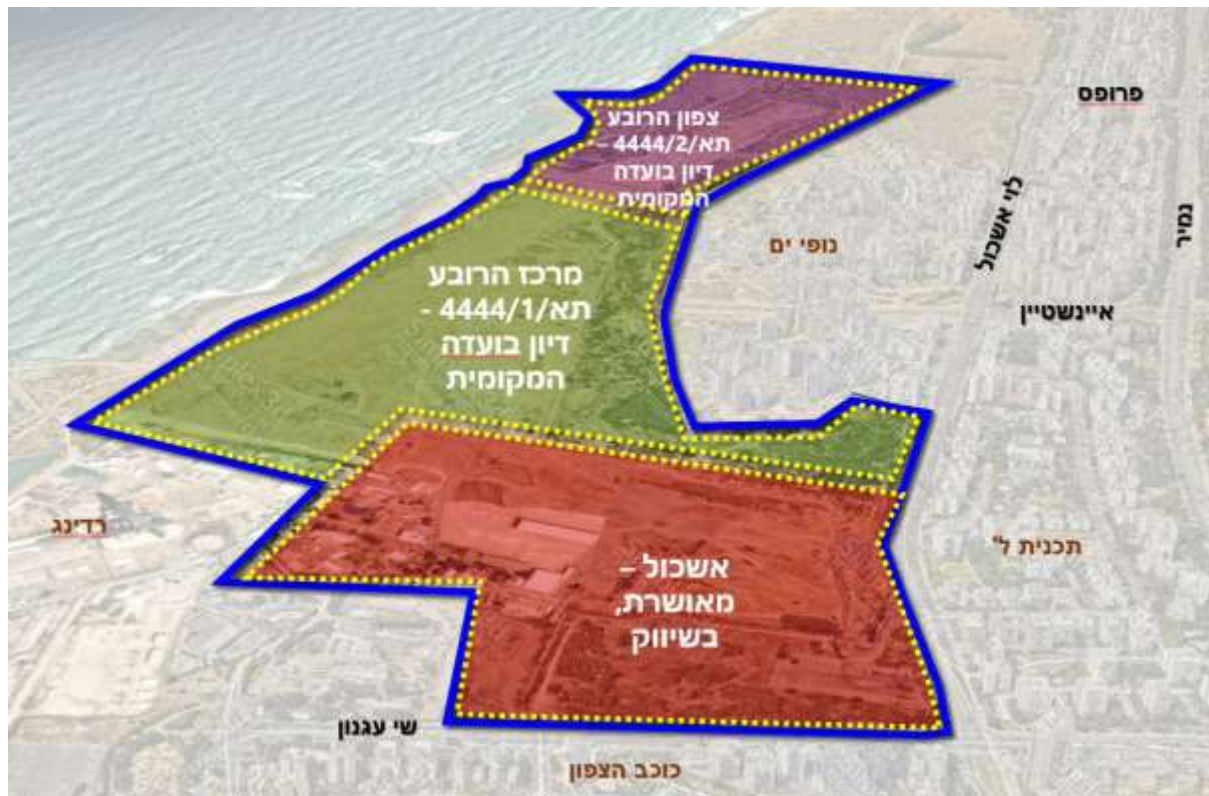 פרופס
צפון הרובע
תא/4444/2 –
דיון בועדה
המקומית
לוי אשכול
נמיר
נופי ים
מרכז הרובע
תא/4444/1 -
דיון בועדה
המקומית
איינשטיין
רדינג
תכנית ל'
אשכול –
מאושרת,
בשיווק
שי עגנון
כוכב הצפון